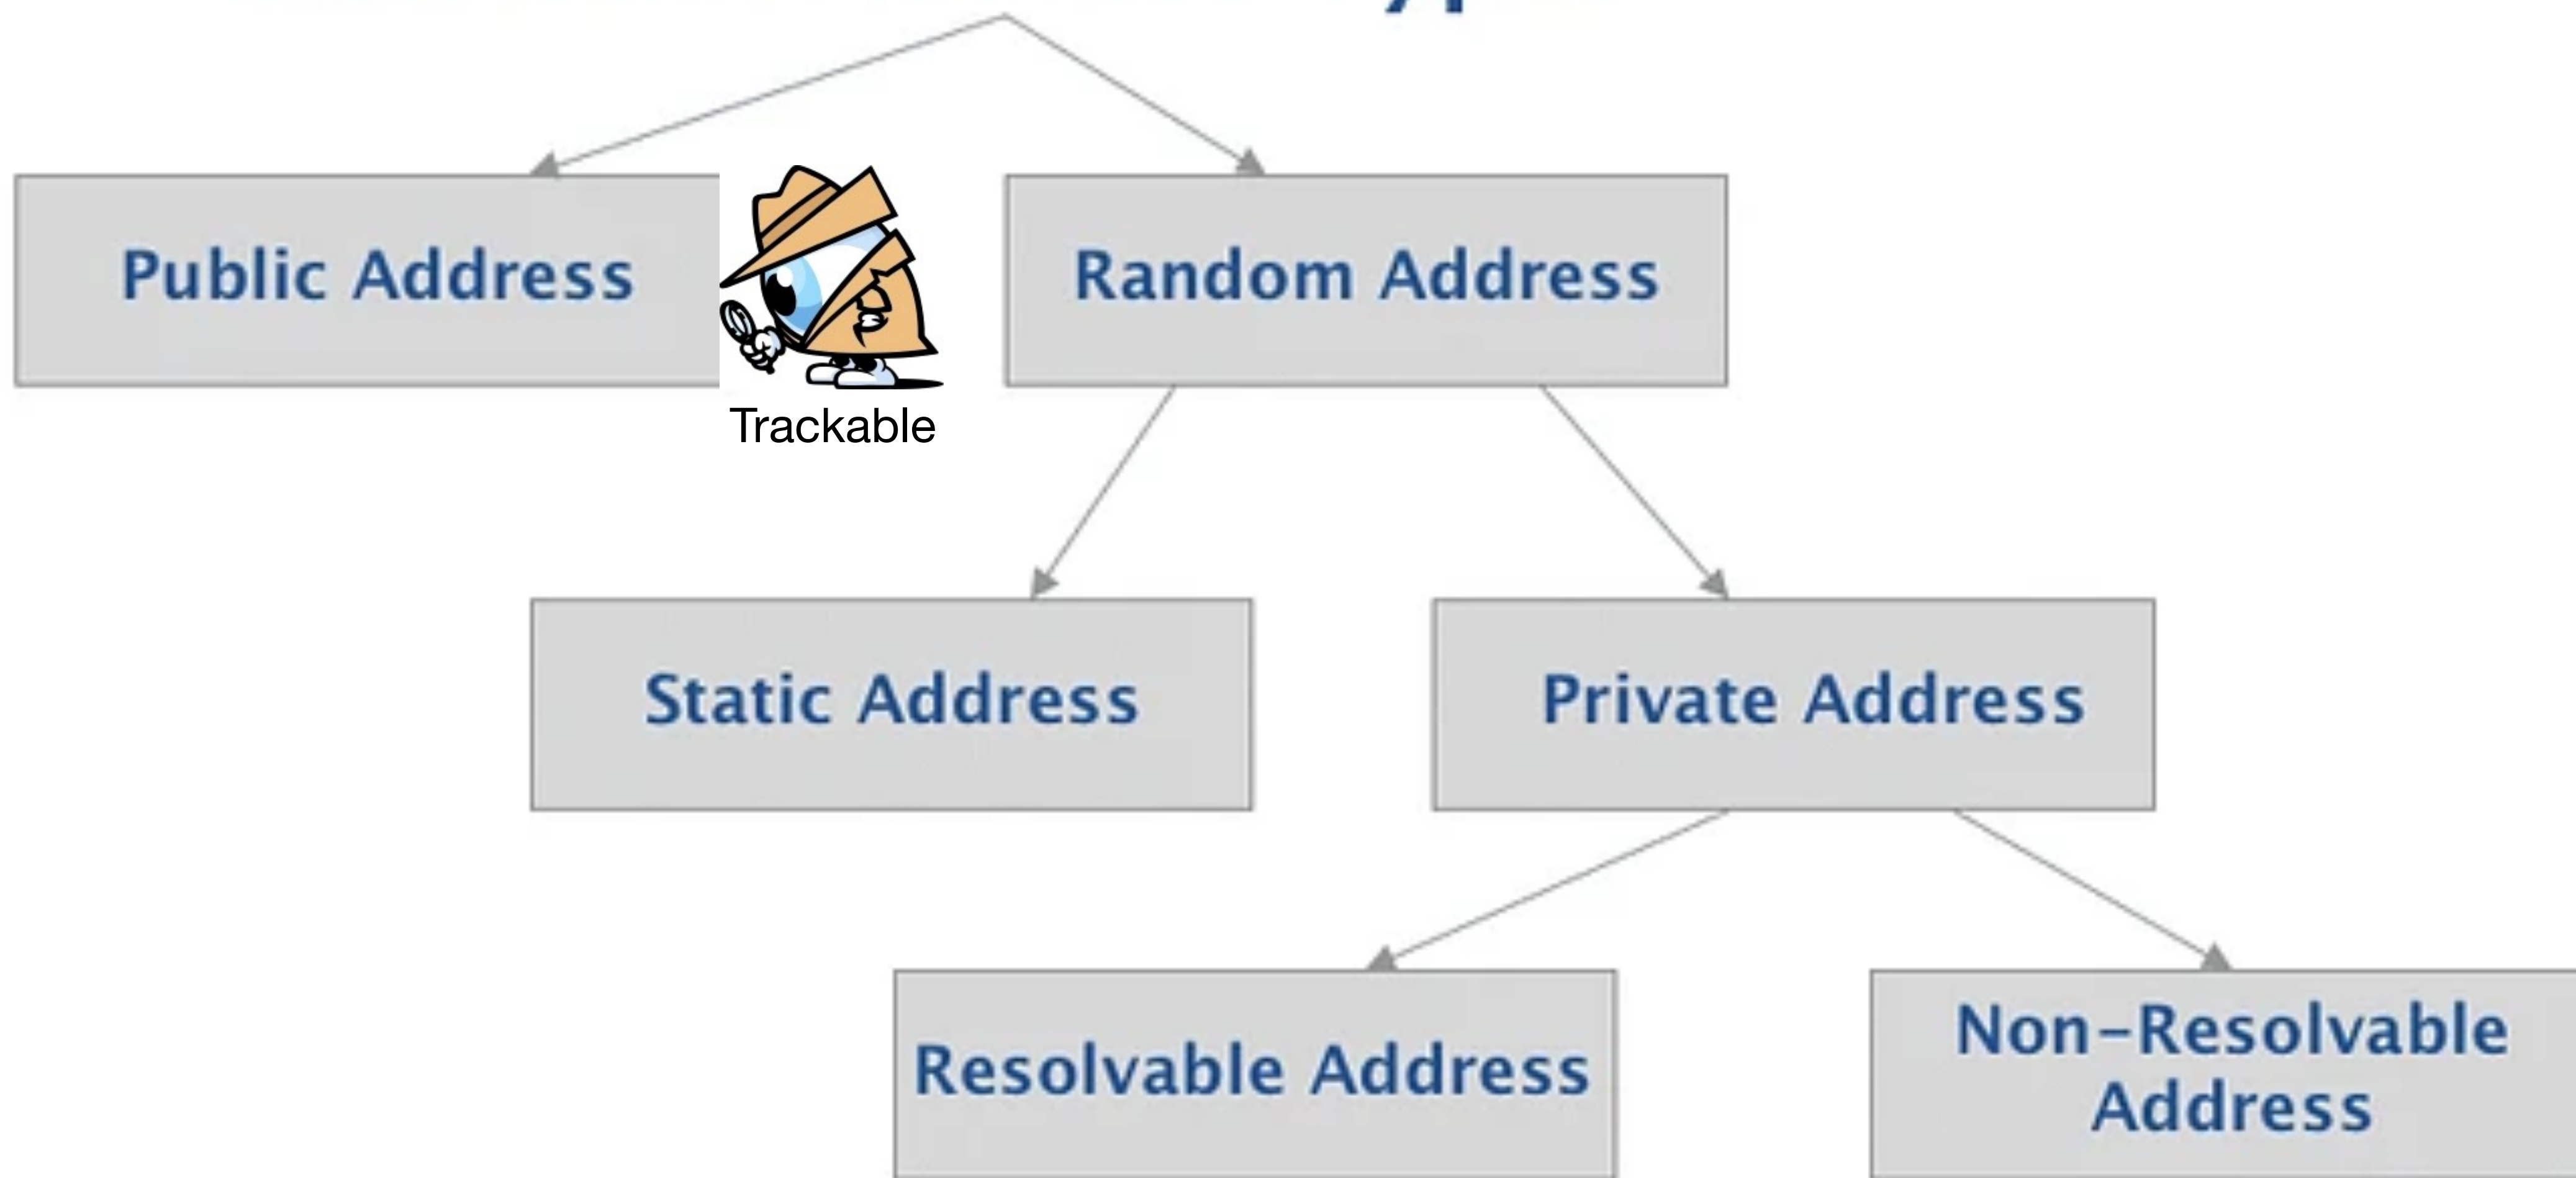 Public Address
Random Address
Trackable
Static Address
Private Address
Resolvable Address
Non-Resolvable
Address